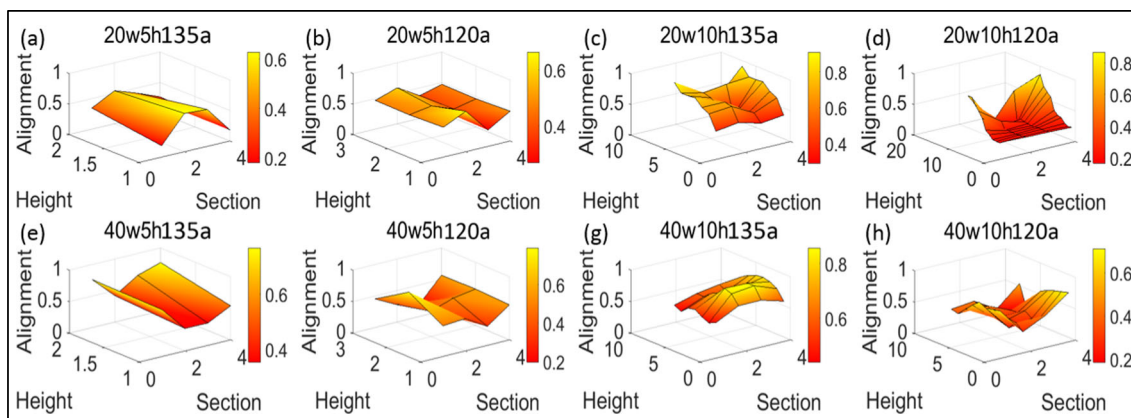 (a) 20w5h135a
Alignment
1
0.5
0
2
1.5
1
0
2
4
Height
Section
0.6
0.4
0.2
(b) 20w5h120a
Alignment
1
0.5
0
3
2
1
0
2
4
Height
Section
0.6
0.4
(c) 20w10h135a
Alignment
1
0.5
0
10
5
0
0
2
4
Height
Section
0.8
0.6
0.4
(d) 20w10h120a
Alignment
1
0.5
0
20
10
0
0
2
4
Height
Section
0.8
0.6
0.4
0.2
(e) 40w5h135a
Alignment
1
0.5
0
2
1.5
1
0
2
4
Height
Section
0.6
0.4
40w5h120a
Alignment
1
0.5
0
3
2
1
0
2
4
Height
Section
0.6
0.4
0.2
(g) 40w10h135a
Alignment
1
0.5
0
10
5
0
0
2
4
Height
Section
0.8
0.6
(h) 40w10h120a
Alignment
1
0.5
0
10
5
0
0
2
4
Height
Section
0.6
0.4
0.2